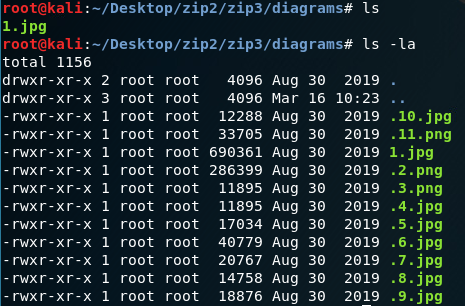 root@kali:~/Desktop/zip2/zip3/diagrams# ls
1.jpg
root@kali:~/Desktop/zip2/zip3/diagrams# ls -la
total 1156
drwxr-xr-x 2 root root   4096 Aug 30  2019 .
drwxr-xr-x 3 root root   4096 Mar 16 10:23 ..
-rwxr-xr-x 1 root root  12288 Aug 30  2019 .10.jpg
-rwxr-xr-x 1 root root  33705 Aug 30  2019 .11.png
-rwxr-xr-x 1 root root 690361 Aug 30  2019 1.jpg
-rwxr-xr-x 1 root root 286399 Aug 30  2019 .2.png
-rwxr-xr-x 1 root root  11895 Aug 30  2019 .3.png
-rwxr-xr-x 1 root root  11895 Aug 30  2019 .4.jpg
-rwxr-xr-x 1 root root  17034 Aug 30  2019 .5.jpg
-rwxr-xr-x 1 root root  40779 Aug 30  2019 .6.jpg
-rwxr-xr-x 1 root root  20767 Aug 30  2019 .7.jpg
-rwxr-xr-x 1 root root  14758 Aug 30  2019 .8.jpg
-rwxr-xr-x 1 root root  18876 Aug 30  2019 .9.jpg